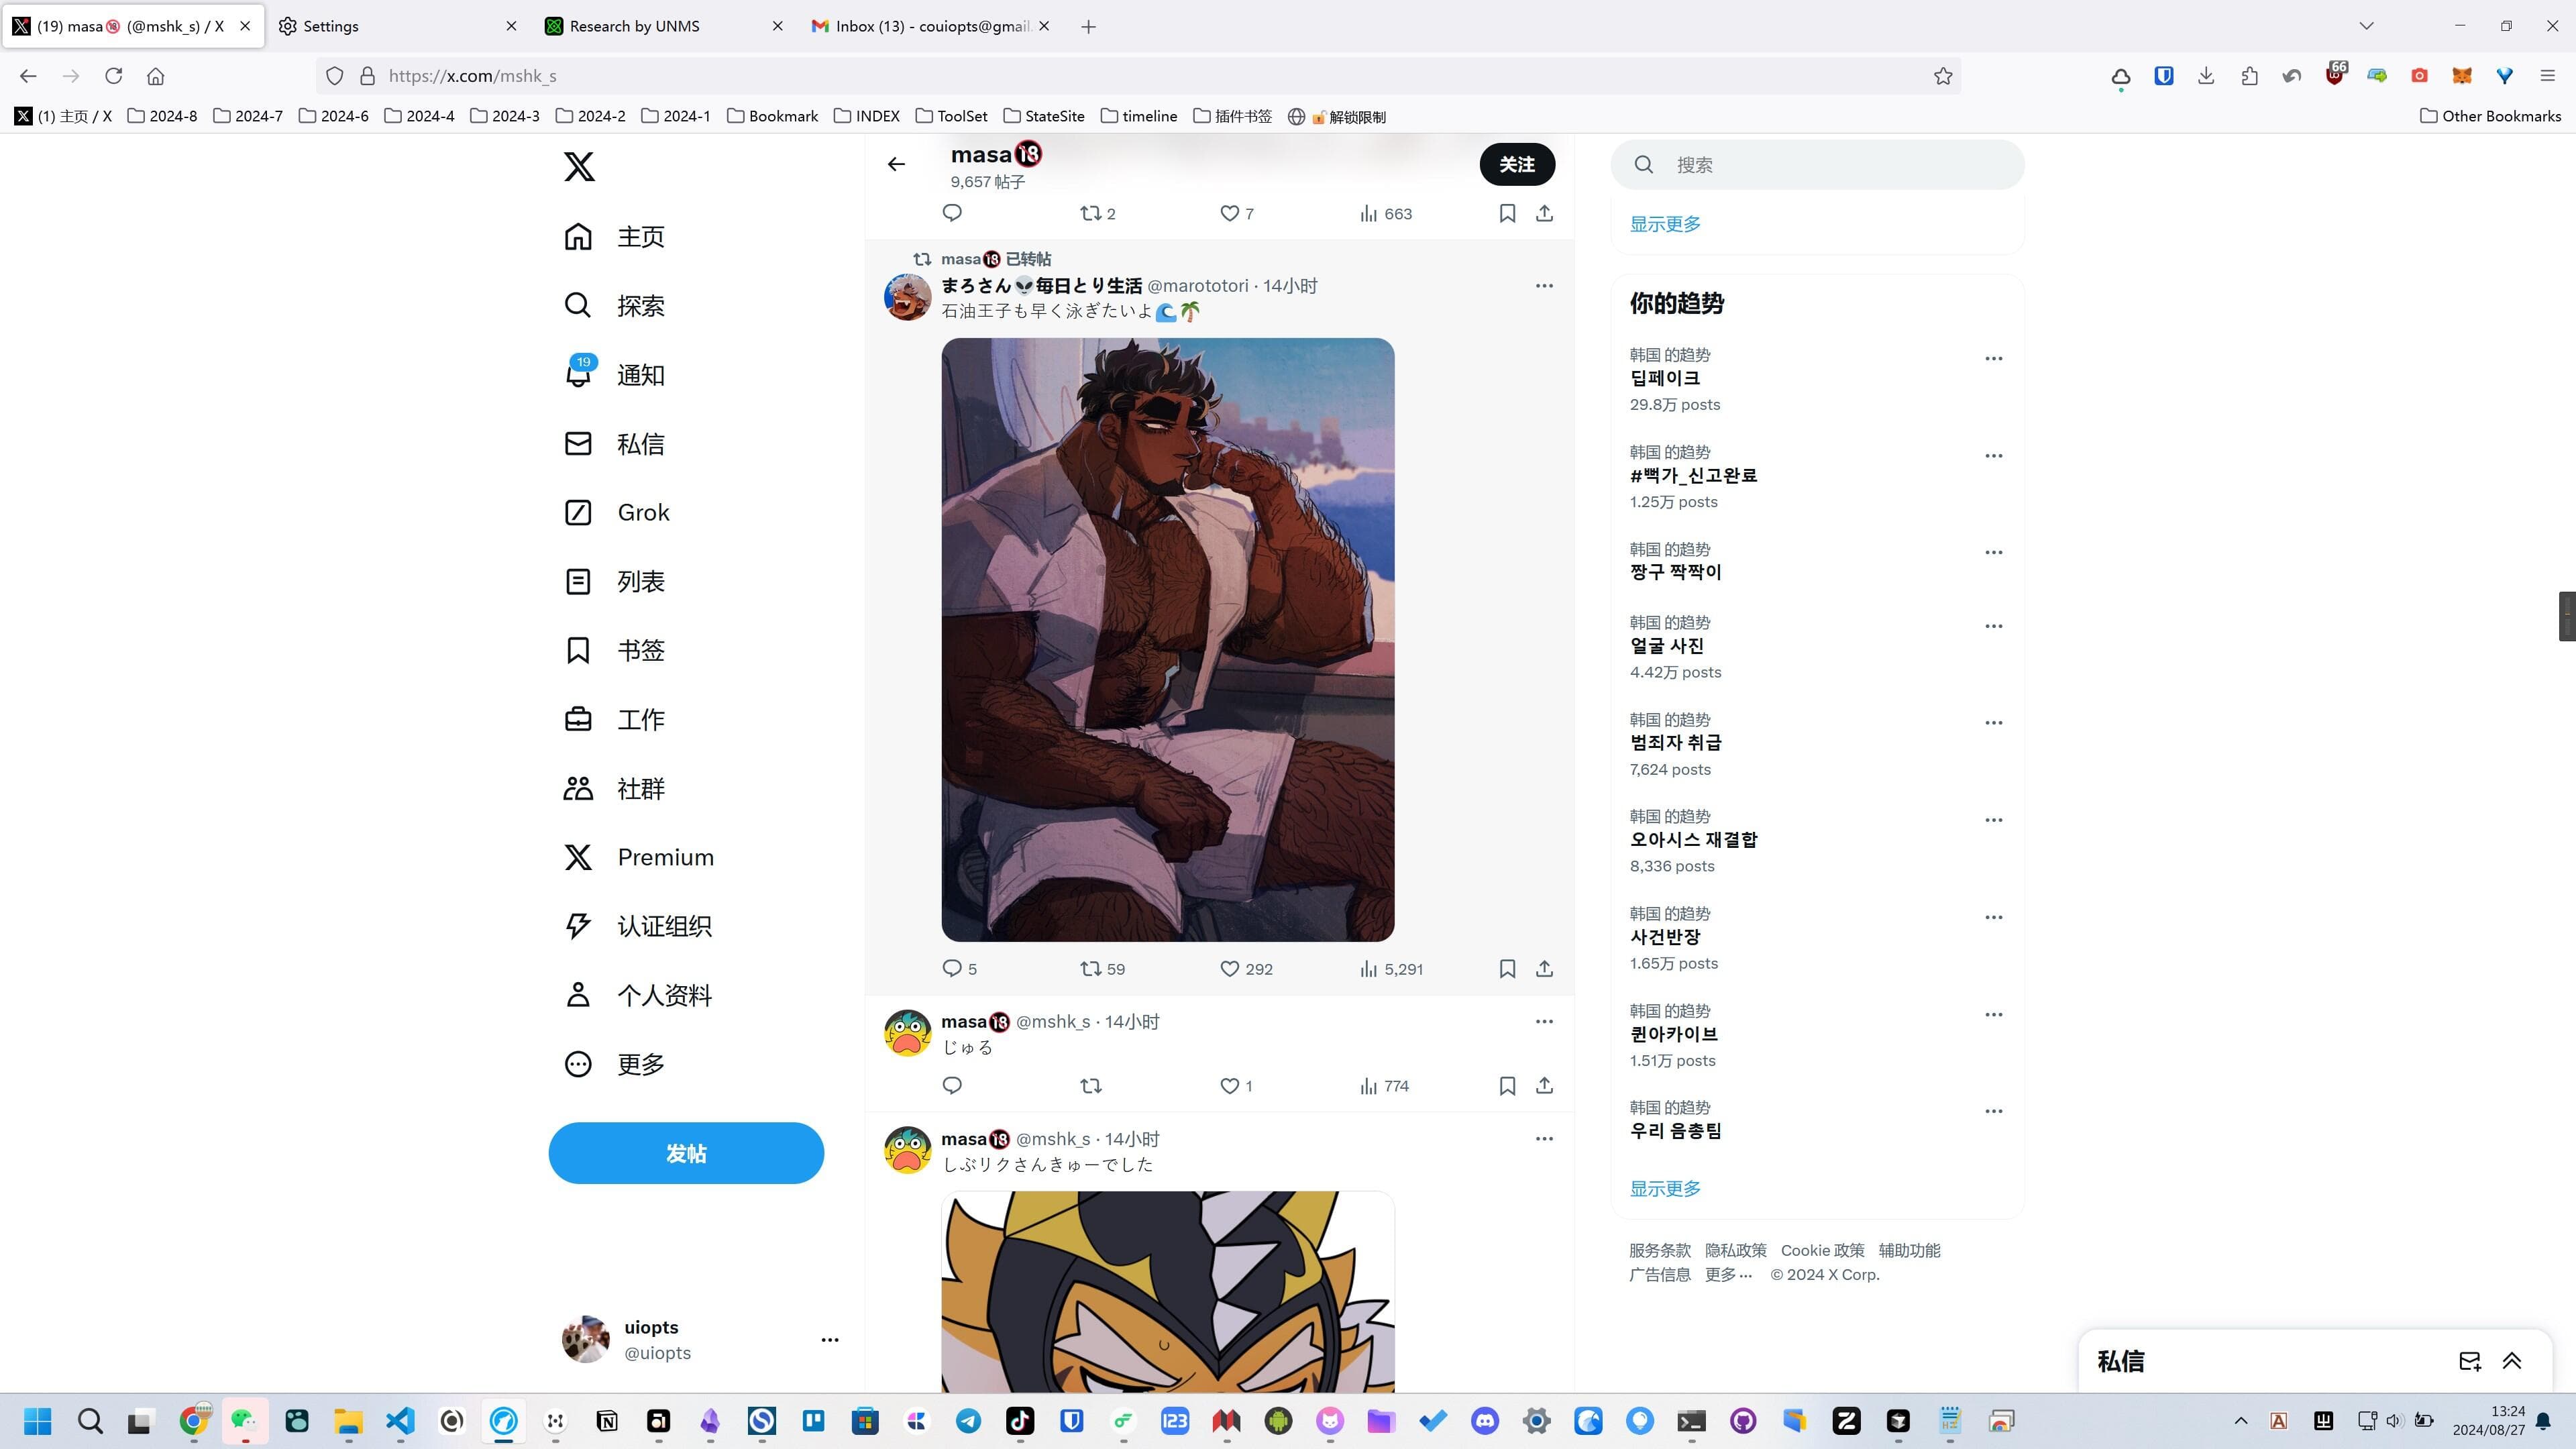 (19) masa🔞 (@mshk_s) / X
Settings
Research by UNMS
Inbox (13) - couiopts@gmail.
https://x.com/mshk_s
66
(1) 主页 / X
2024-8
2024-7
2024-6
2024-4
2024-3
2024-2
2024-1
Bookmark
INDEX
ToolSet
StateSite
timeline
插件书签
🔓解锁限制
Other Bookmarks
主页
探索
19
通知
私信
Grok
列表
书签
工作
社群
Premium
认证组织
个人资料
更多
发帖
uiopts
@uiopts
masa🔞
9,657 帖子
关注
2 7 663
masa🔞 已转帖
まろさん👽毎日とり生活 @marototori · 14小时
石油王子も早く泳ぎたいよ🌊🌴
5 59 292 5,291
masa🔞 @mshk_s · 14小时
じゅる
1 774
masa🔞 @mshk_s · 14小时
しぶリクさんきゅーでした
搜索
显示更多
你的趋势
韩国 的趋势
딥페이크
29.8万 posts
韩国 的趋势
#뻑가_신고완료
1.25万 posts
韩国 的趋势
짱구 짝짝이
韩国 的趋势
얼굴 사진
4.42万 posts
韩国 的趋势
범죄자 취급
7,624 posts
韩国 的趋势
오아시스 재결합
8,336 posts
韩国 的趋势
사건반장
1.65万 posts
韩国 的趋势
퀸아카이브
1.51万 posts
韩国 的趋势
우리 음총팀
显示更多
服务条款 隐私政策 Cookie 政策 辅助功能
广告信息 更多 ··· © 2024 X Corp.
私信
123
13:24
2024/08/27